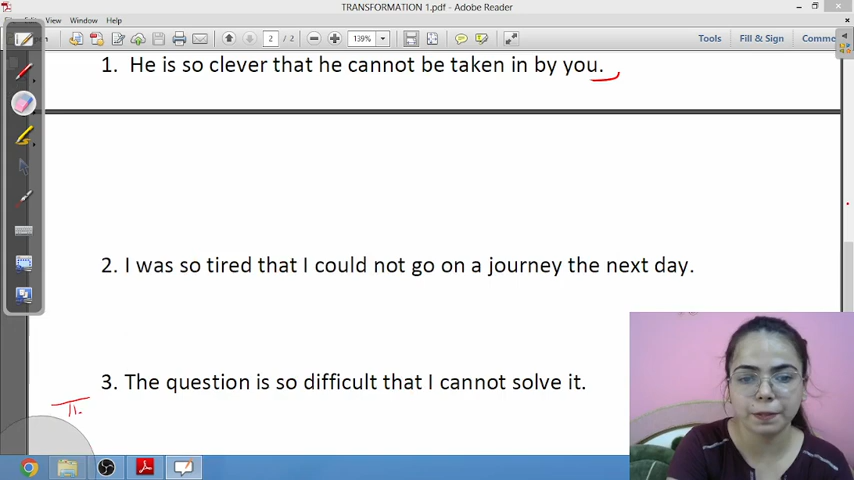 TRANSFORMATION 1.pdf - Adobe Reader
Edit View Window Help
2 / 2
139%
Tools Fill & Sign
1. He is so clever that he cannot be taken in by you.
2. I was so tired that I could not go on a journey the next day.
3. The question is so difficult that I cannot solve it.